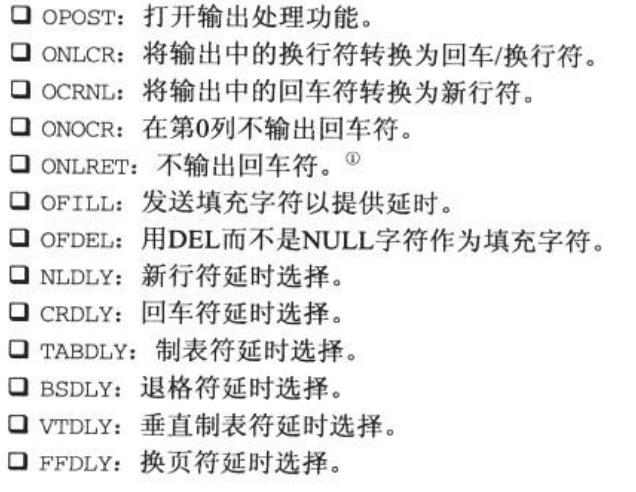 ❑ OPOST：打开输出处理功能。
❑ ONLCR：将输出中的换行符转换为回车/换行符。
❑ OCRNL：将输出中的回车符转换为新行符。
❑ ONOCR：在第0列不输出回车符。
❑ ONLRET：不输出回车符。①
❑ OFILL：发送填充字符以提供延时。
❑ OFDEL：用DEL而不是NULL字符作为填充字符。
❑ NLDLY：新行符延时选择。
❑ CRDLY：回车符延时选择。
❑ TABDLY：制表符延时选择。
❑ BSDLY：退格符延时选择。
❑ VTDLY：垂直制表符延时选择。
❑ FFDLY：换页符延时选择。